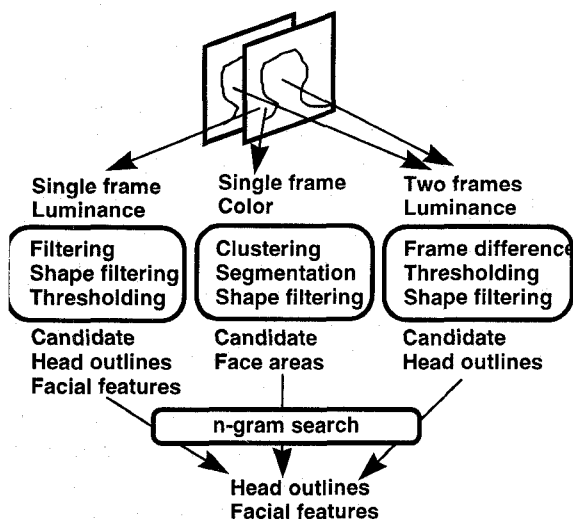 Single frame
Luminance
Single frame
Color
Two frames
Luminance
Filtering
Shape filtering
Thresholding
Clustering
Segmentation
Shape filtering
Frame difference
Thresholding
Shape filtering
Candidate
Head outlines
Facial features
Candidate
Face areas
Candidate
Head outlines
n-gram search
Head outlines
Facial features